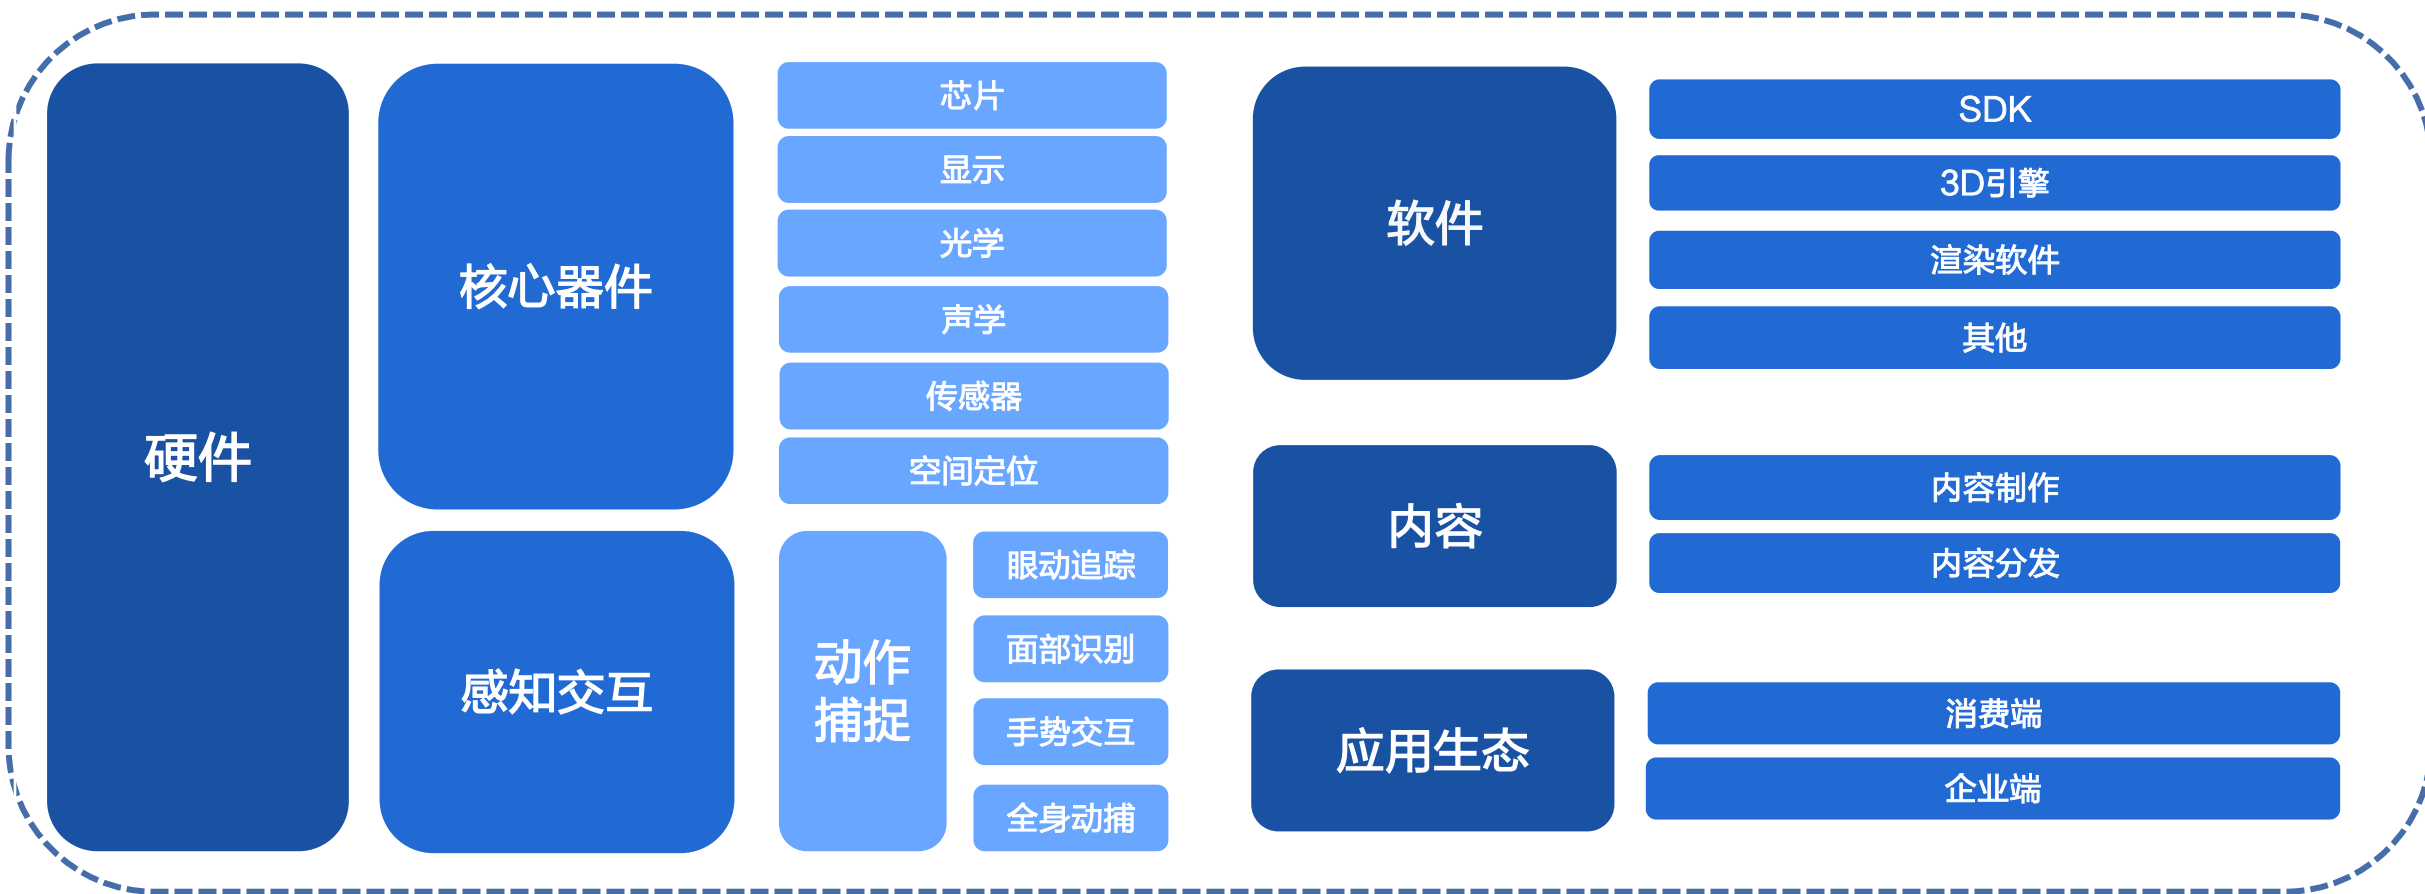 硬件
核心器件
芯片
显示
光学
声学
传感器
空间定位
感知交互
动作
捕捉
眼动追踪
面部识别
手势交互
全身动捕
软件
SDK
3D引擎
渲染软件
其他
内容
内容制作
内容分发
应用生态
消费端
企业端